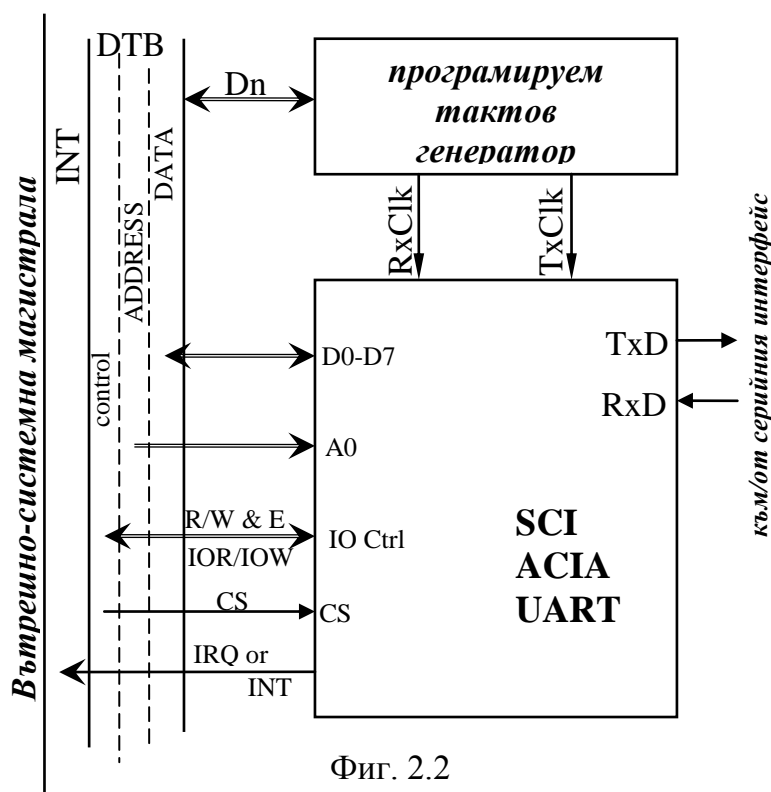 DTB
Dn
програмируем
тактов
генератор
INT
DATA
ADDRESS
control
Вътрешно-системна магистрала
RxClk
TxClk
към/от серийния интерфейс
D0-D7
TxD
RxD
A0
R/W & E
IOR/IOW
IO Ctrl
SCI
ACIA
UART
CS
CS
IRQ or
INT
Фиг. 2.2